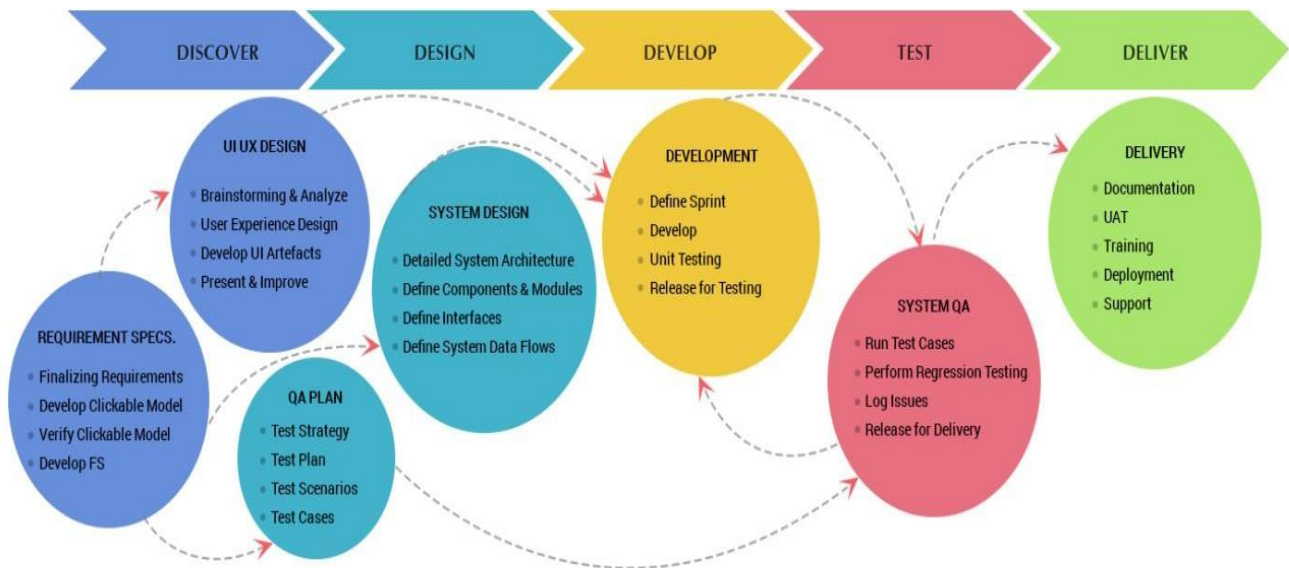 DISCOVER
DESIGN
DEVELOP
TEST
DELIVER
UI UX DESIGN
Brainstorming & Analyze
User Experience Design
Develop UI Artefacts
Present & Improve
REQUIREMENT SPECS.
Finalizing Requirements
Develop Clickable Model
Verify Clickable Model
Develop FS
SYSTEM DESIGN
Detailed System Architecture
Define Components & Modules
Define Interfaces
Define System Data Flows
QA PLAN
Test Strategy
Test Plan
Test Scenarios
Test Cases
DEVELOPMENT
Define Sprint
Develop
Unit Testing
Release for Testing
SYSTEM QA
Run Test Cases
Perform Regression Testing
Log Issues
Release for Delivery
DELIVERY
Documentation
UAT
Training
Deployment
Support